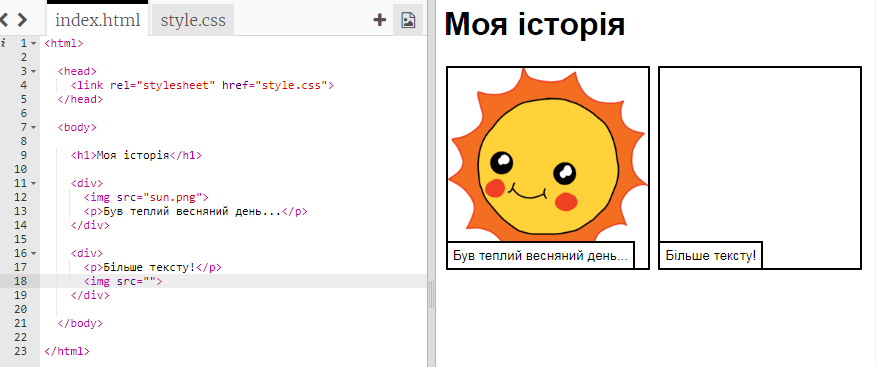 index.html style.css
1 <html>
2
3 <head>
4 <link rel="stylesheet" href="style.css">
5 </head>
6
7 <body>
8
9 <h1>Моя історія</h1>
10
11 <div>
12 <img src="sun.png">
13 <p>Був теплий весняний день...</p>
14 </div>
15
16 <div>
17 <p>Більше тексту!</p>
18 <img src="">
19 </div>
20
21 </body>
22
23 </html>
Моя історія
Був теплий весняний день...
Більше тексту!